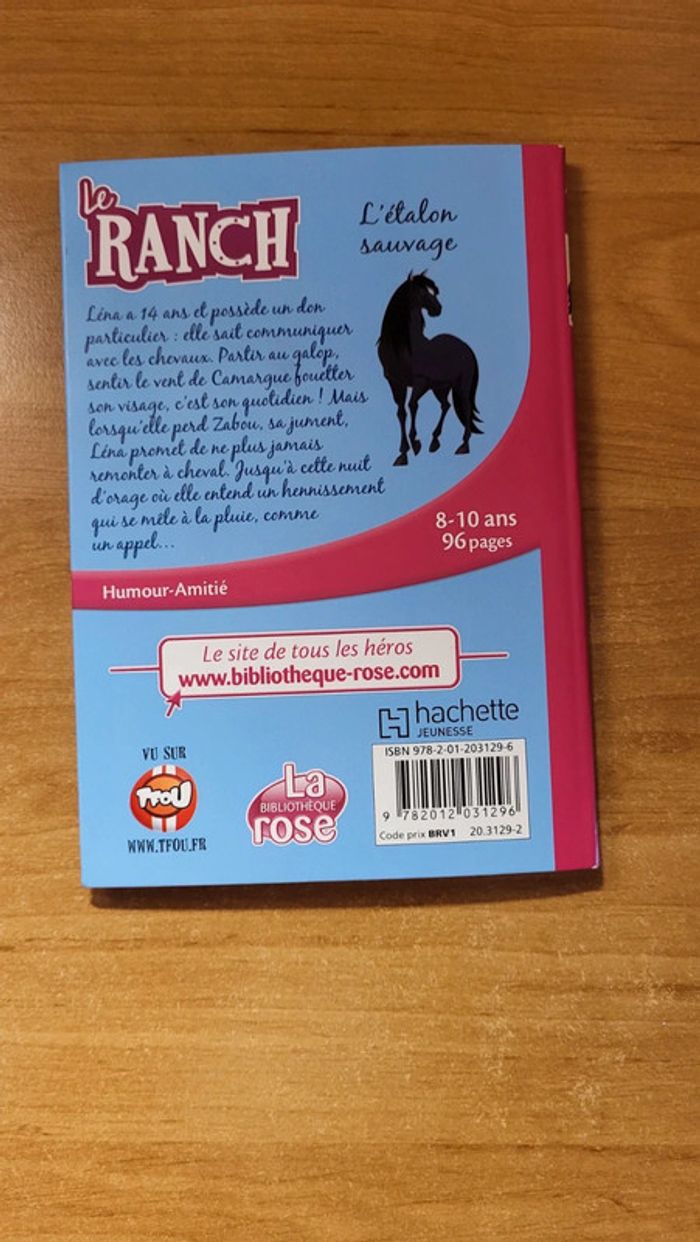 Le
RANCH
L'étalon
sauvage
Léna a 14 ans et possède un don
particulier : elle sait communiquer
avec les chevaux. Partir au galop,
sentir le vent de Camargue fouetter
son visage, c'est son quotidien ! Mais
lorsqu'elle perd Zabou, sa jument,
Léna promet de ne plus jamais
remonter à cheval. Jusqu'à cette nuit
d'orage où elle entend un hennissement
qui se mêle à la pluie, comme
un appel...
8-10 ans
96 pages
Humour-Amitié
Le site de tous les héros
www.bibliotheque-rose.com
hachette
JEUNESSE
ISBN 978-2-01-203129-6
9 782012 031296
Code prix BRV1 20.3129-2
VU SUR
TFOU
WWW.TFOU.FR
La
BIBLIOTHÈQUE
rose